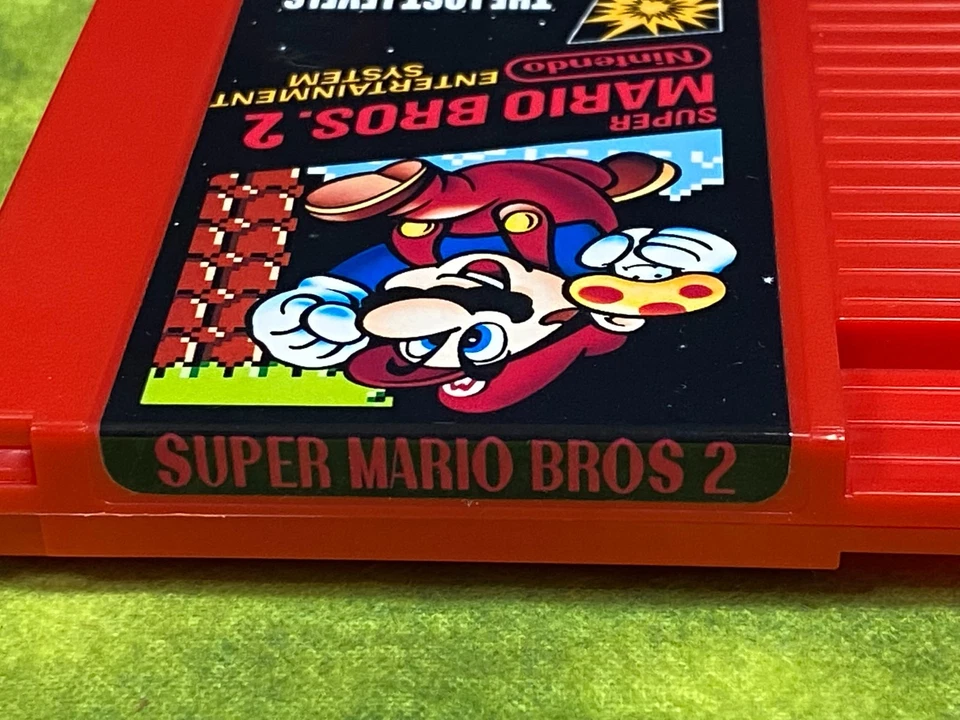 SUPER MARIO BROS 2
SUPER
MARIO BROS. 2
Nintendo
ENTERTAINMENT
SYSTEM
THE LOST LEVELS
M